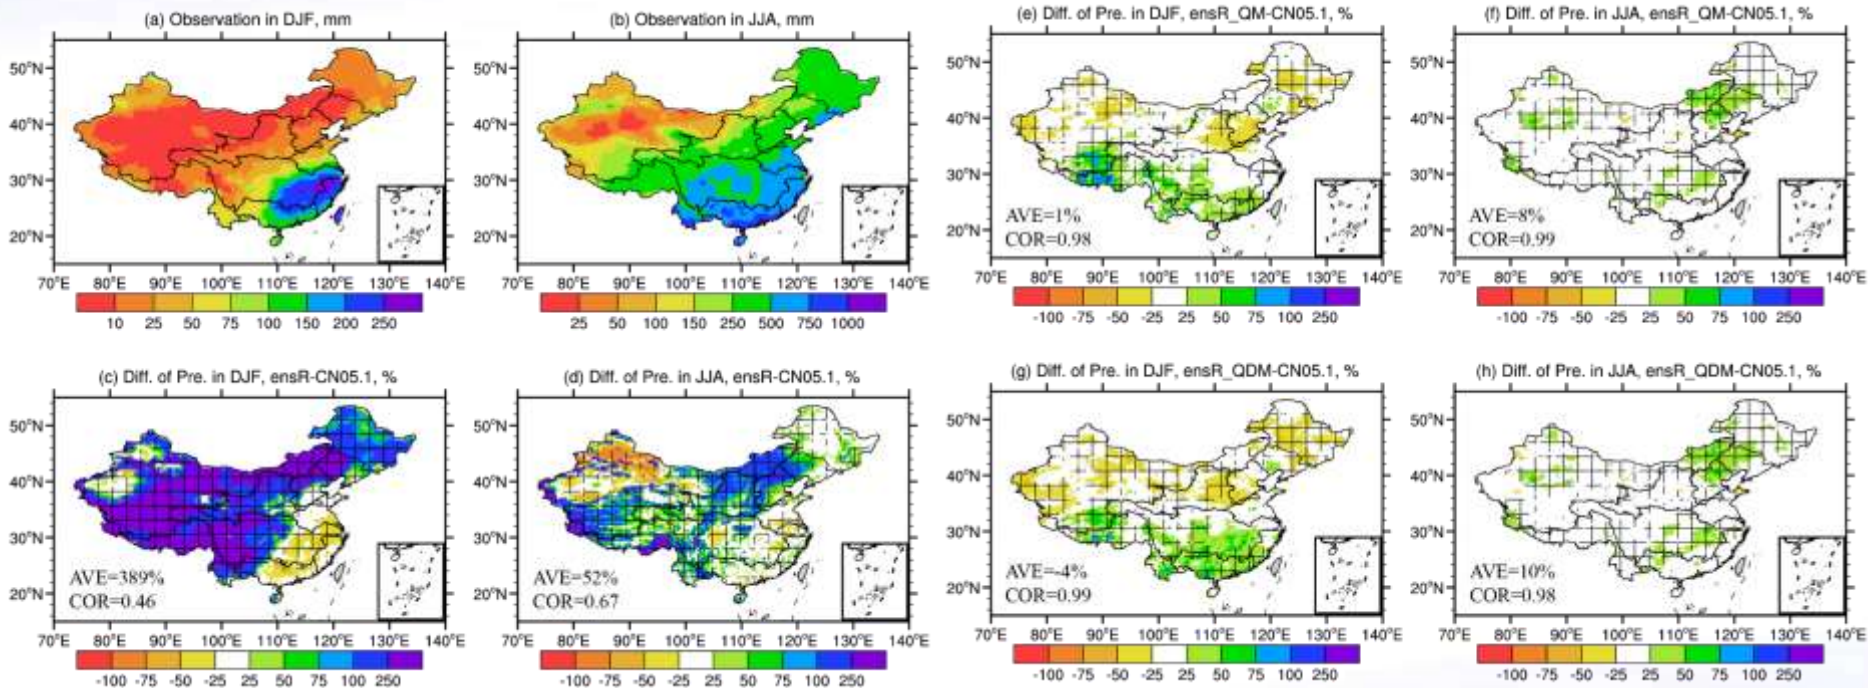 (a) Observation in DJF, mm
50°N
40°N
30°N
20°N
70°E 80°E 90°E 100°E 110°E 120°E 130°E 140°E
10 25 50 75 100 150 200 250
(b) Observation in JJA, mm
50°N
40°N
30°N
20°N
70°E 80°E 90°E 100°E 110°E 120°E 130°E 140°E
25 50 100 150 250 500 750 1000
(e) Diff. of Pre. in DJF, ensR_QM-CN05.1, %
50°N
40°N
30°N
20°N
AVE=1%
COR=0.98
70°E 80°E 90°E 100°E 110°E 120°E 130°E 140°E
-100 -75 -50 -25 25 50 75 100 250
(f) Diff. of Pre. in JJA, ensR_QM-CN05.1, %
50°N
40°N
30°N
20°N
AVE=8%
COR=0.99
70°E 80°E 90°E 100°E 110°E 120°E 130°E 140°E
-100 -75 -50 -25 25 50 75 100 250
(c) Diff. of Pre. in DJF, ensR-CN05.1, %
50°N
40°N
30°N
20°N
AVE=389%
COR=0.46
70°E 80°E 90°E 100°E 110°E 120°E 130°E 140°E
-100 -75 -50 -25 25 50 75 100 250
(d) Diff. of Pre. in JJA, ensR-CN05.1, %
50°N
40°N
30°N
20°N
AVE=52%
COR=0.67
70°E 80°E 90°E 100°E 110°E 120°E 130°E 140°E
-100 -75 -50 -25 25 50 75 100 250
(g) Diff. of Pre. in DJF, ensR_QDM-CN05.1, %
50°N
40°N
30°N
20°N
AVE=-4%
COR=0.99
70°E 80°E 90°E 100°E 110°E 120°E 130°E 140°E
-100 -75 -50 -25 25 50 75 100 250
(h) Diff. of Pre. in JJA, ensR_QDM-CN05.1, %
50°N
40°N
30°N
20°N
AVE=10%
COR=0.98
70°E 80°E 90°E 100°E 110°E 120°E 130°E 140°E
-100 -75 -50 -25 25 50 75 100 250